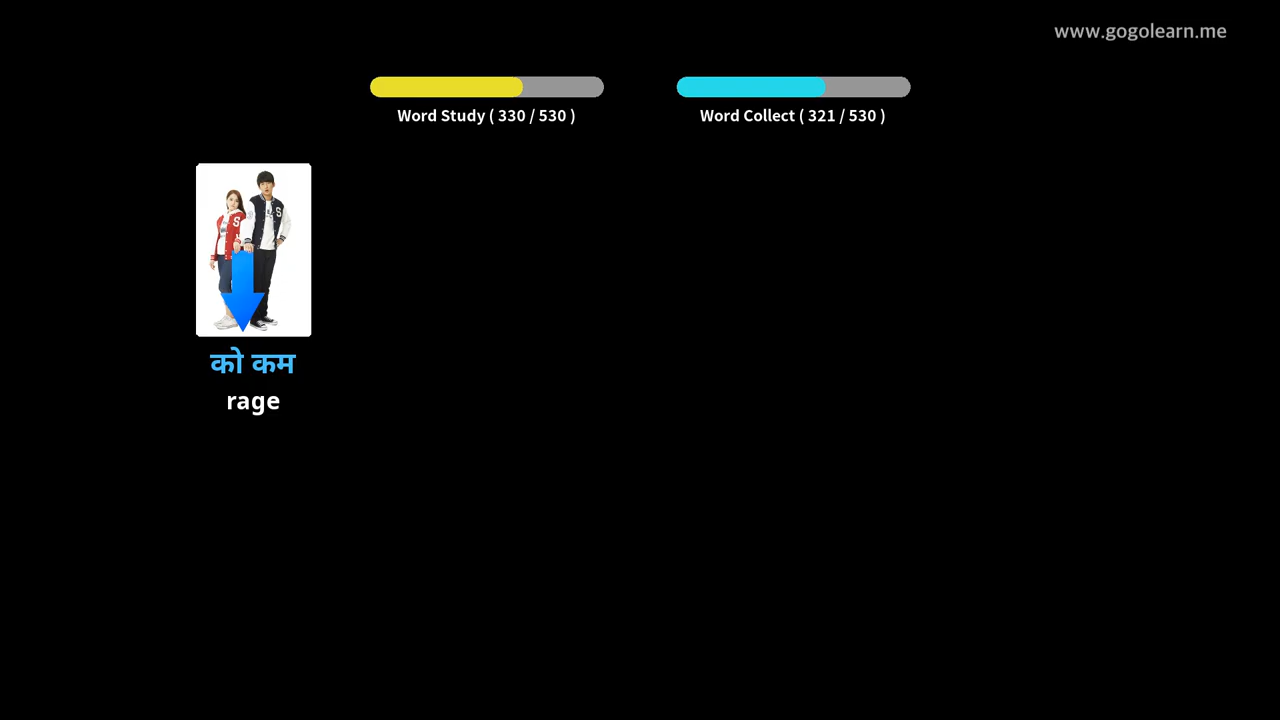 www.gogolearn.me
Word Study ( 330 / 530 )
Word Collect ( 321 / 530 )
को कम
rage